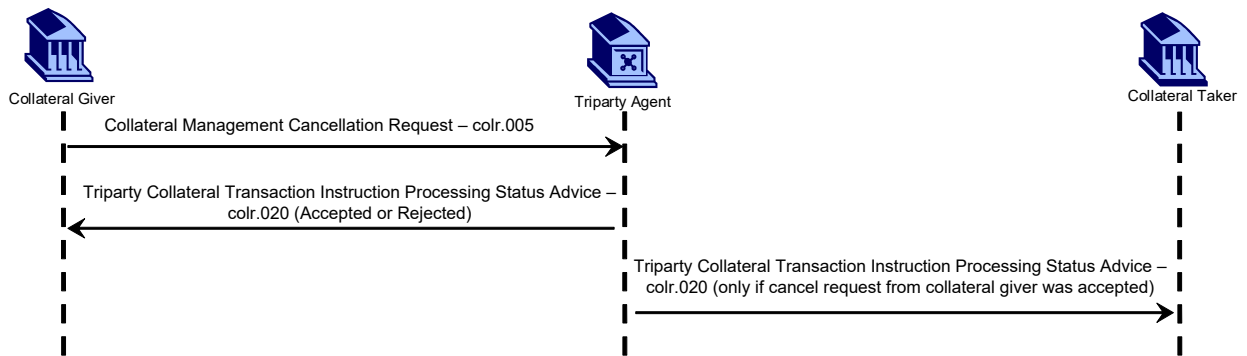 Collateral Giver
Triparty Agent
Collateral Taker
Collateral Management Cancellation Request – colr.005
Triparty Collateral Transaction Instruction Processing Status Advice –
colr.020 (Accepted or Rejected)
Triparty Collateral Transaction Instruction Processing Status Advice –
colr.020 (only if cancel request from collateral giver was accepted)